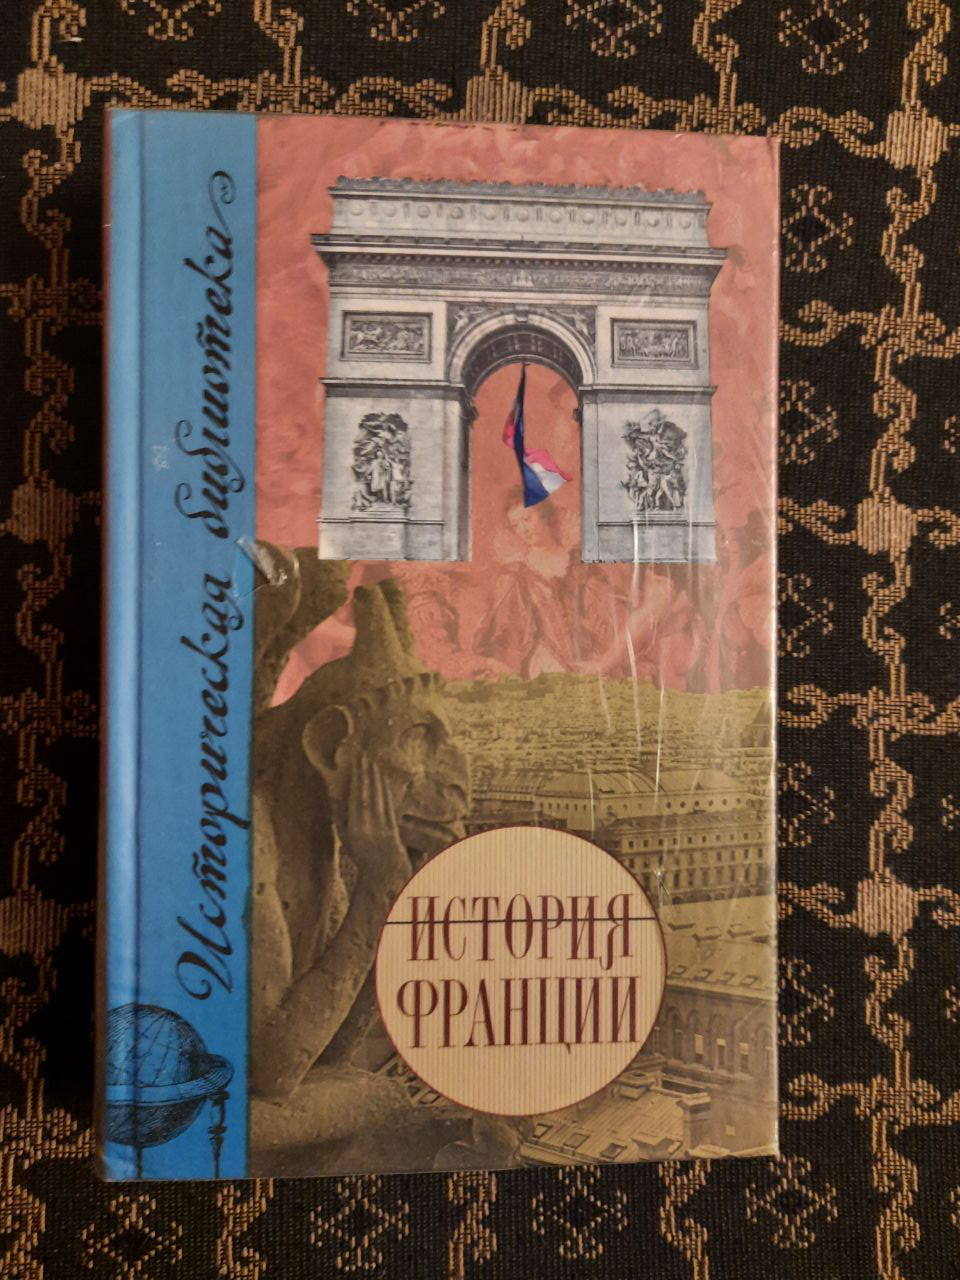 Историческая библиотека
ИСТОРИЯ
ФРАНЦИИ